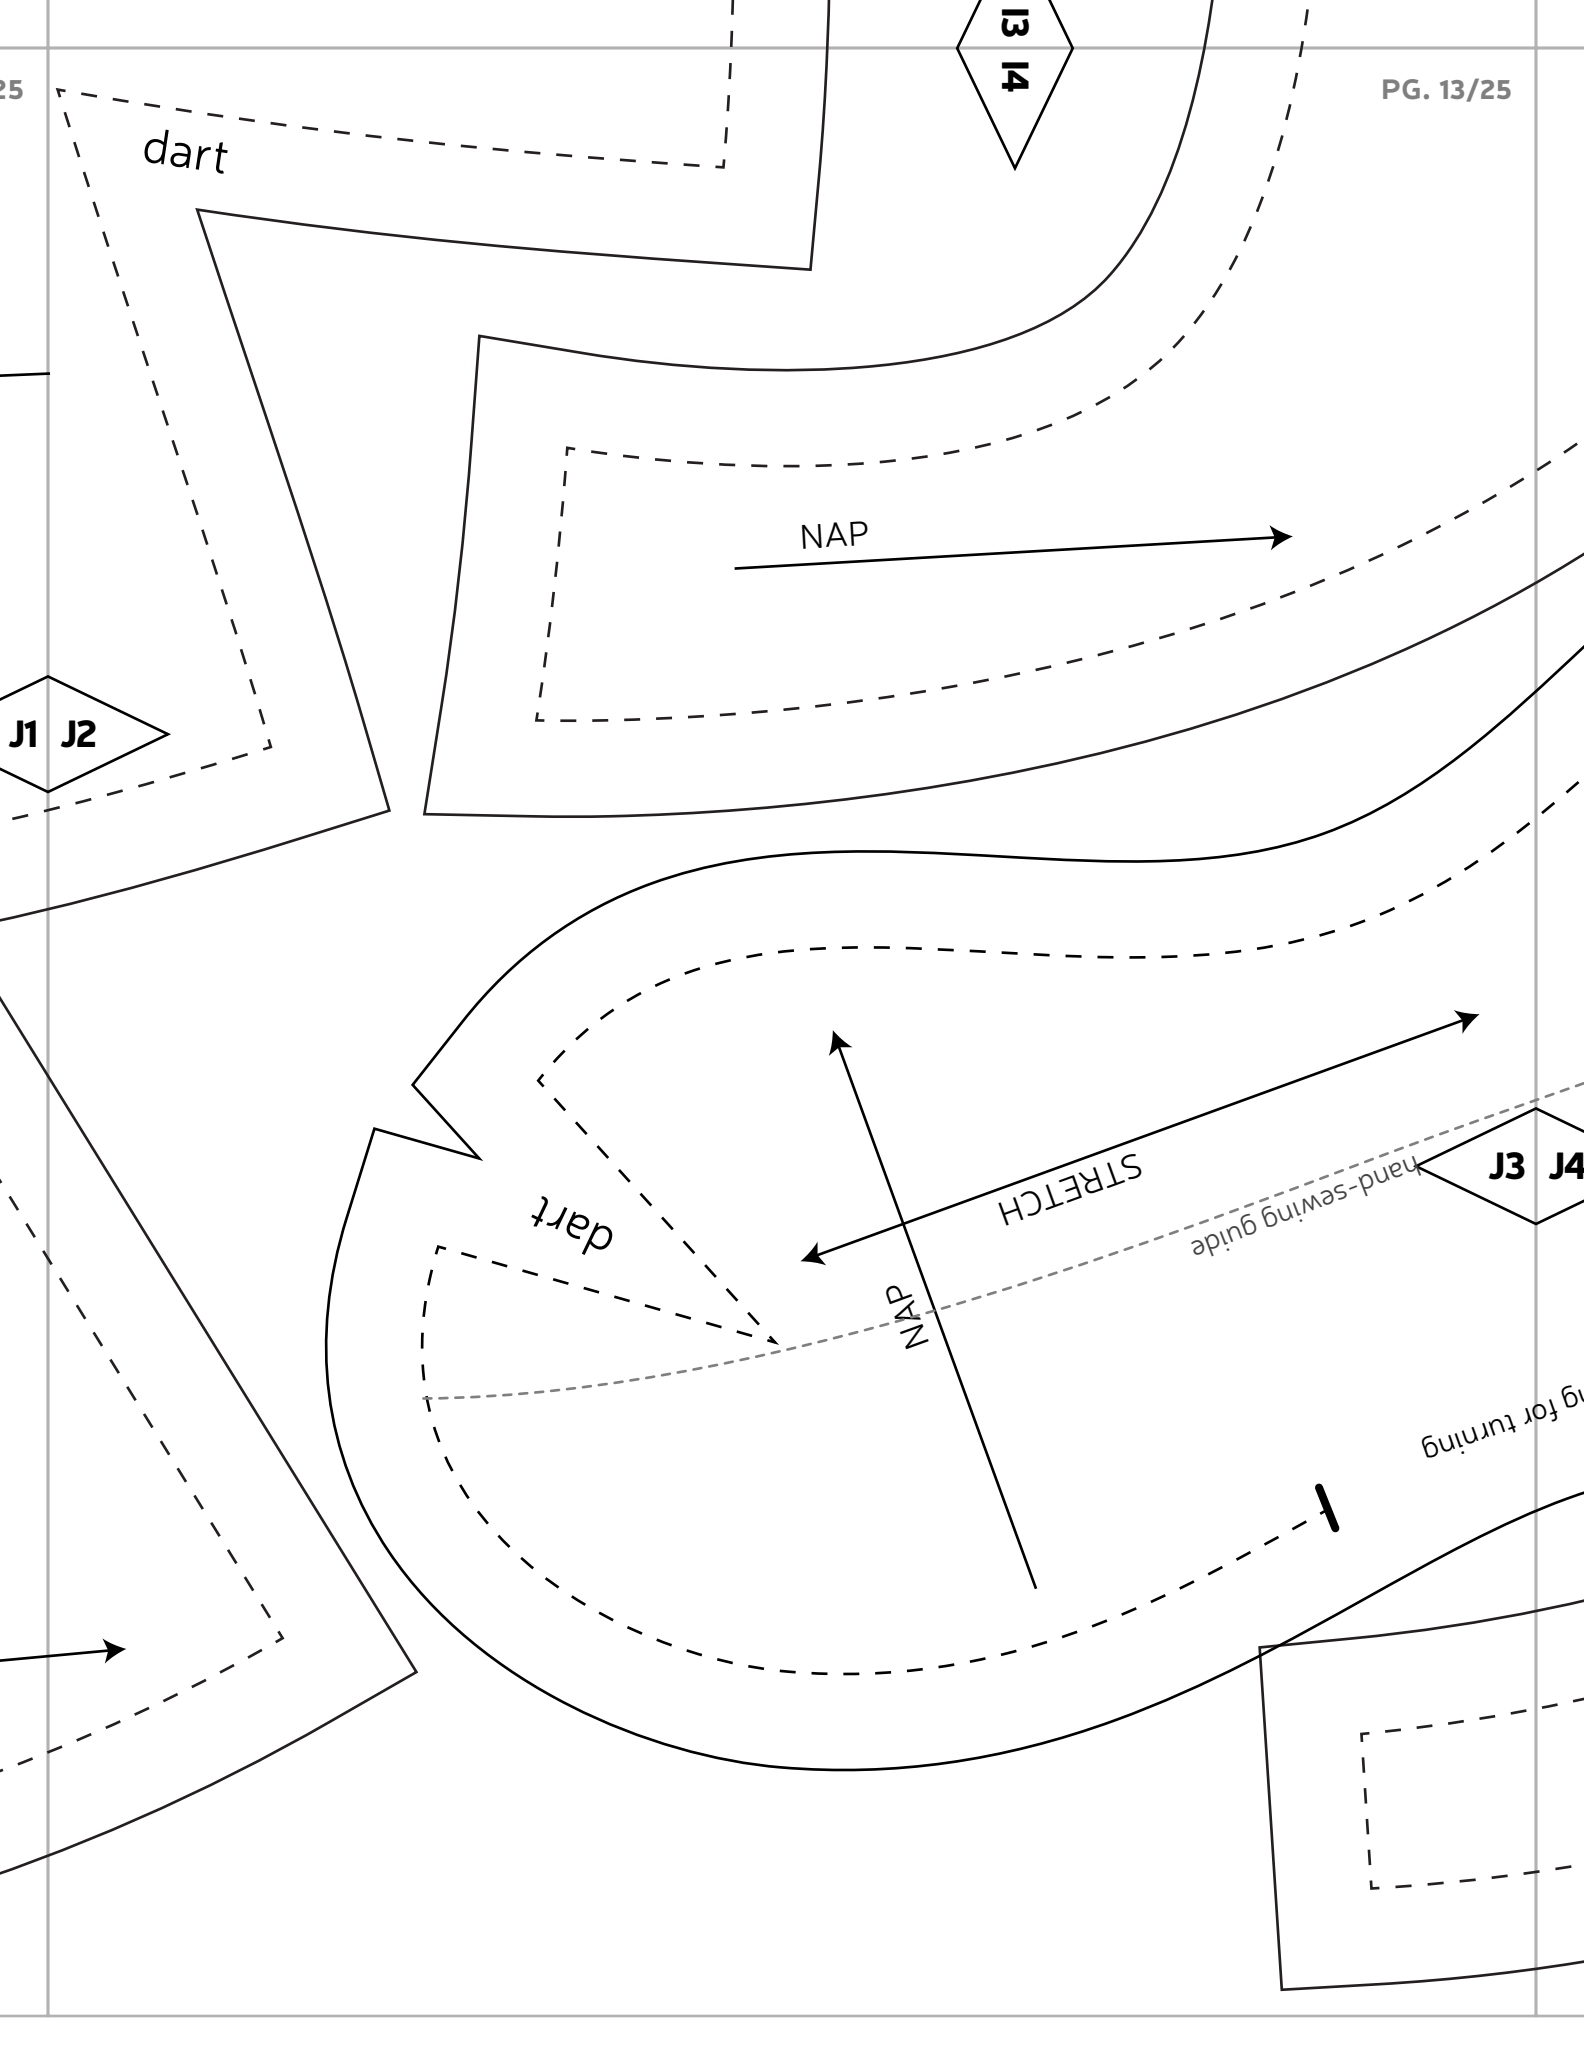 I3 I4
25
PG. 13/25
dart
NAP
J1 J2
STRETCH
J3 J4
hand-sewing guide
dart
NAP
for turning